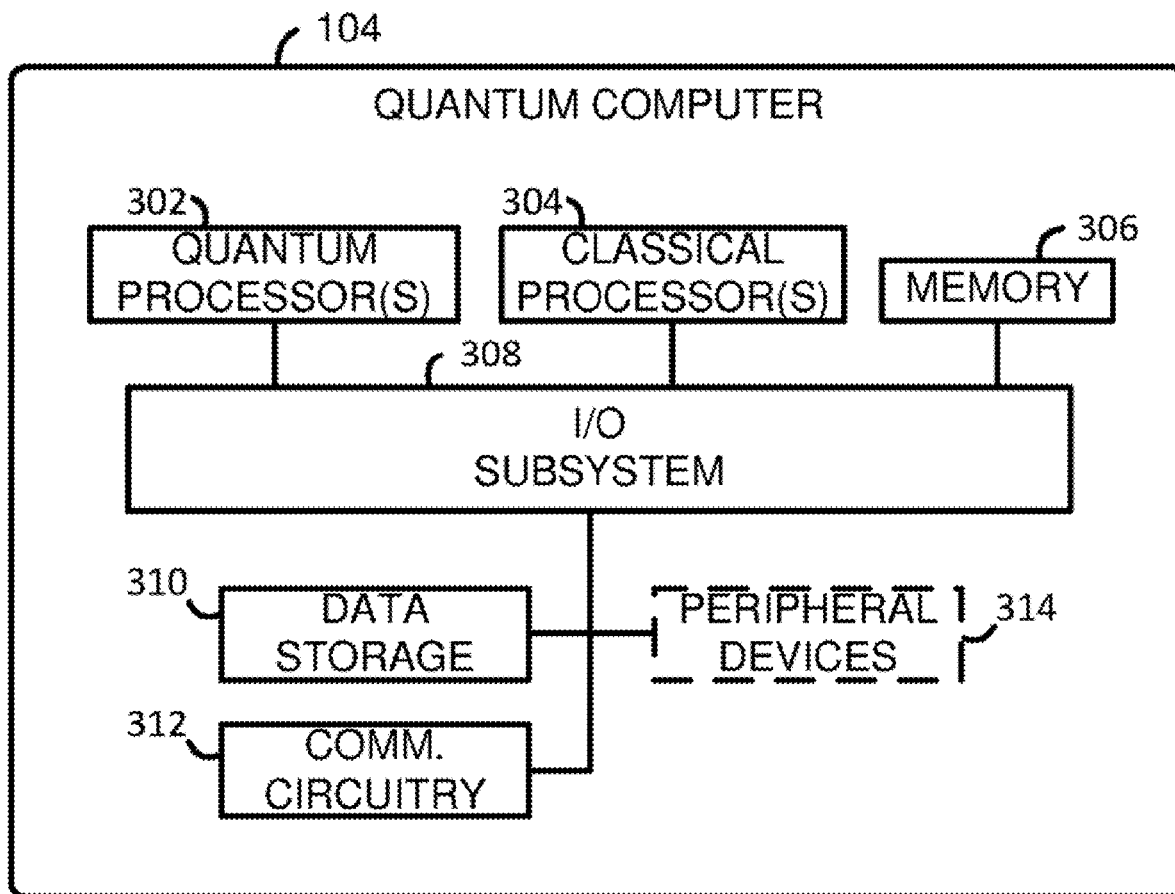 104
QUANTUM COMPUTER
302
QUANTUM
PROCESSOR(S)
304
CLASSICAL
PROCESSOR(S)
306
MEMORY
308
I/O
SUBSYSTEM
310
DATA
STORAGE
PERIPHERAL
DEVICES
314
312
COMM.
CIRCUITRY